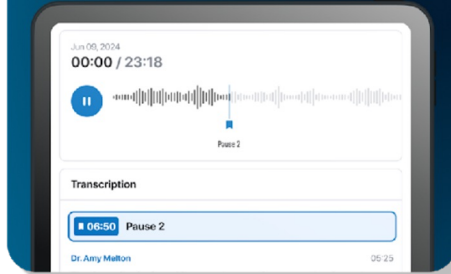 Jun 09, 2024
00:00 / 23:18
Pause 2
Transcription
06:50 Pause 2
Dr. Amy Melton 05:25